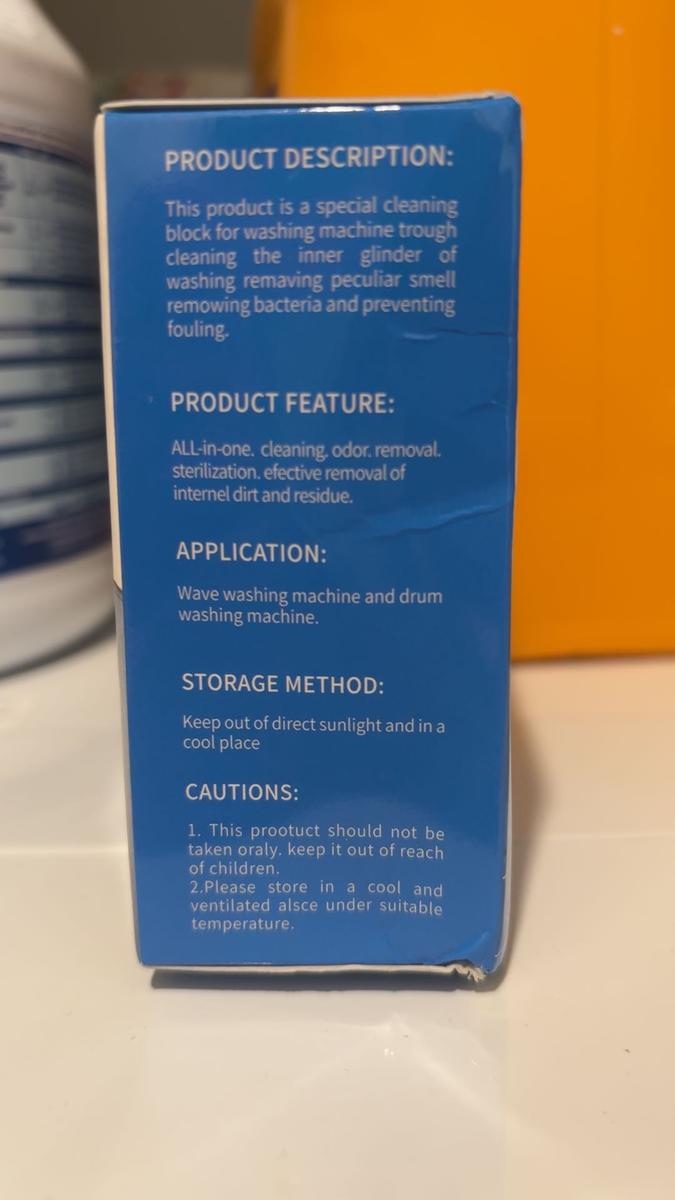 PRODUCT DESCRIPTION:
This product is a special cleaning
block for washing machine trough
cleaning the inner glinder of
washing remaving peculiar smell
remowing bacteria and preventing
fouling.
PRODUCT FEATURE:
ALL-in-one. cleaning. odor. removal.
sterilization. efective removal of
internel dirt and residue.
APPLICATION:
Wave washing machine and drum
washing machine.
STORAGE METHOD:
Keep out of direct sunlight and in a
cool place
CAUTIONS:
1. This prootuct should not be
taken oraly. keep it out of reach
of children.
2.Please store in a cool and
ventilated alsce under suitable
temperature.